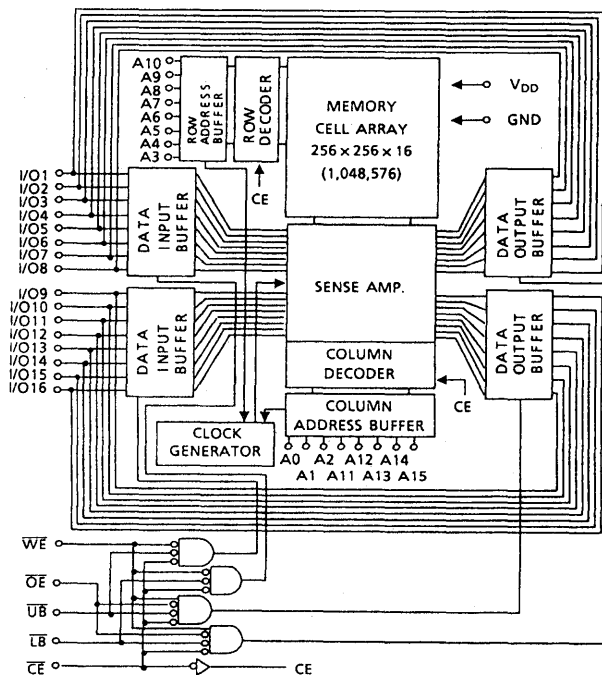 A10
A9
A8
A7
A6
A5
A4
A3
ROW ADDRESS BUFFER
ROW DECODER
CE
MEMORY
CELL ARRAY
256 × 256 × 16
(1,048,576)
VDD
GND
I/O1
I/O2
I/O3
I/O4
I/O5
I/O6
I/O7
I/O8
DATA INPUT BUFFER
DATA OUTPUT BUFFER
SENSE AMP.
I/O9
I/O10
I/O11
I/O12
I/O13
I/O14
I/O15
I/O16
DATA INPUT BUFFER
DATA OUTPUT BUFFER
COLUMN
DECODER
CE
COLUMN
ADDRESS BUFFER
CLOCK
GENERATOR
A0 A2 A12 A14
A1 A11 A13 A15
WE
OE
UB
LB
CE
CE